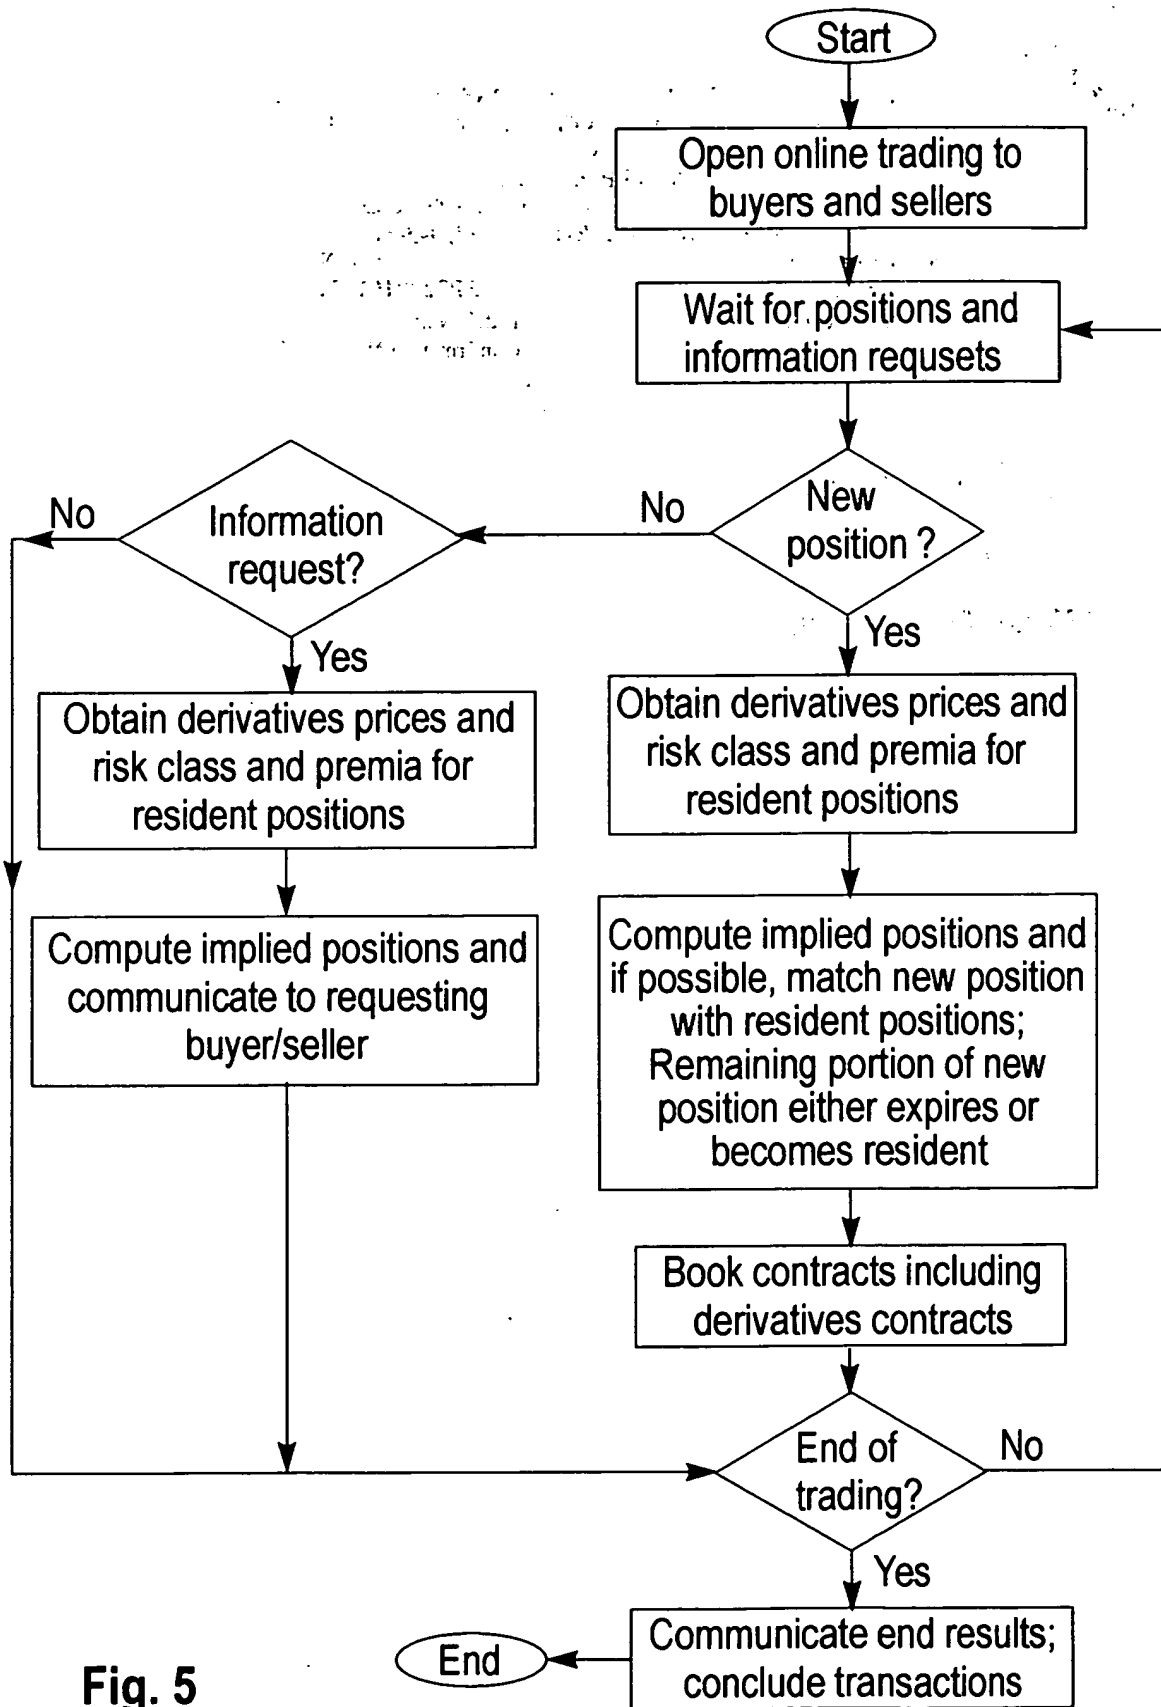 Start
Open online trading to
buyers and sellers
Wait for positions and
information requsets
New
position ?
No
Yes
Information
request?
No
Yes
Obtain derivatives prices and
risk class and premia for
resident positions
Compute implied positions and
communicate to requesting
buyer/seller
Obtain derivatives prices and
risk class and premia for
resident positions
Compute implied positions and
if possible, match new position
with resident positions;
Remaining portion of new
position either expires or
becomes resident
Book contracts including
derivatives contracts
End of
trading?
No
Yes
Communicate end results;
conclude transactions
End
Fig. 5